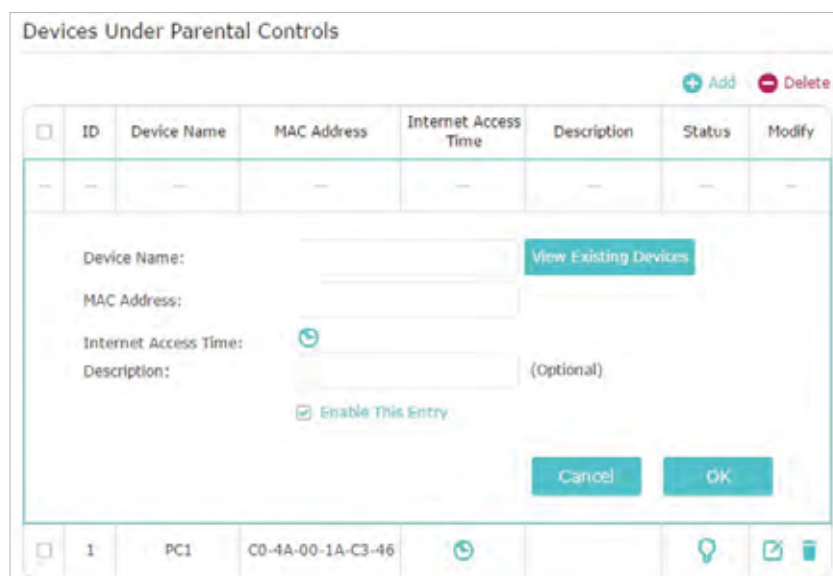 Devices Under Parental Controls
Add Delete
ID Device Name MAC Address Internet Access Time Description Status Modify
-- -- -- -- -- -- -- --
Device Name: View Existing Devices
MAC Address:
Internet Access Time:
Description: (Optional)
Enable This Entry
Cancel OK
1 PC1 C0-4A-00-1A-C3-46